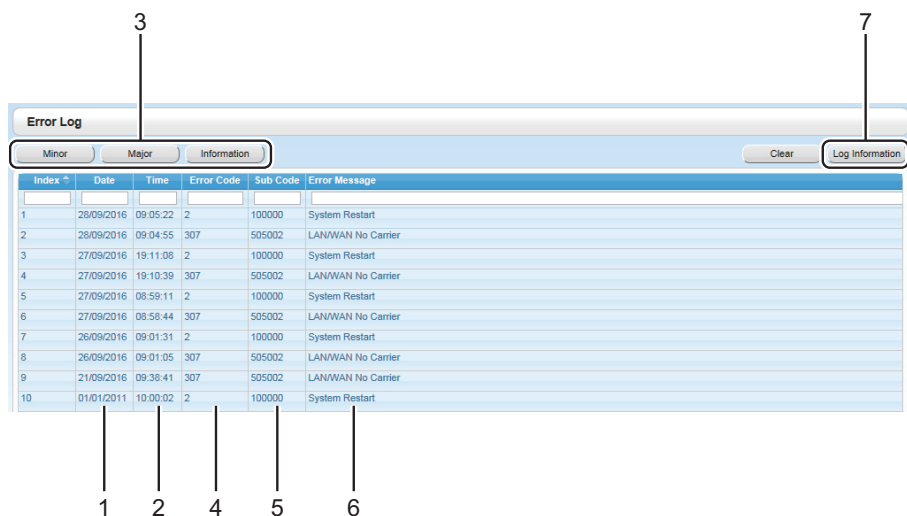 3 7
Error Log
Minor Major Information Clear Log Information
Index Date Time Error Code Sub Code Error Message
1 28/09/2016 09:05:22 2 100000 System Restart
2 28/09/2016 09:04:55 307 505002 LAN/WAN No Carrier
3 27/09/2016 19:11:08 2 100000 System Restart
4 27/09/2016 19:10:39 307 505002 LAN/WAN No Carrier
5 27/09/2016 08:59:11 2 100000 System Restart
6 27/09/2016 08:58:44 307 505002 LAN/WAN No Carrier
7 26/09/2016 09:01:31 2 100000 System Restart
8 26/09/2016 09:01:05 307 505002 LAN/WAN No Carrier
9 21/09/2016 09:38:41 307 505002 LAN/WAN No Carrier
10 01/01/2011 10:00:02 2 100000 System Restart
1 2 4 5 6